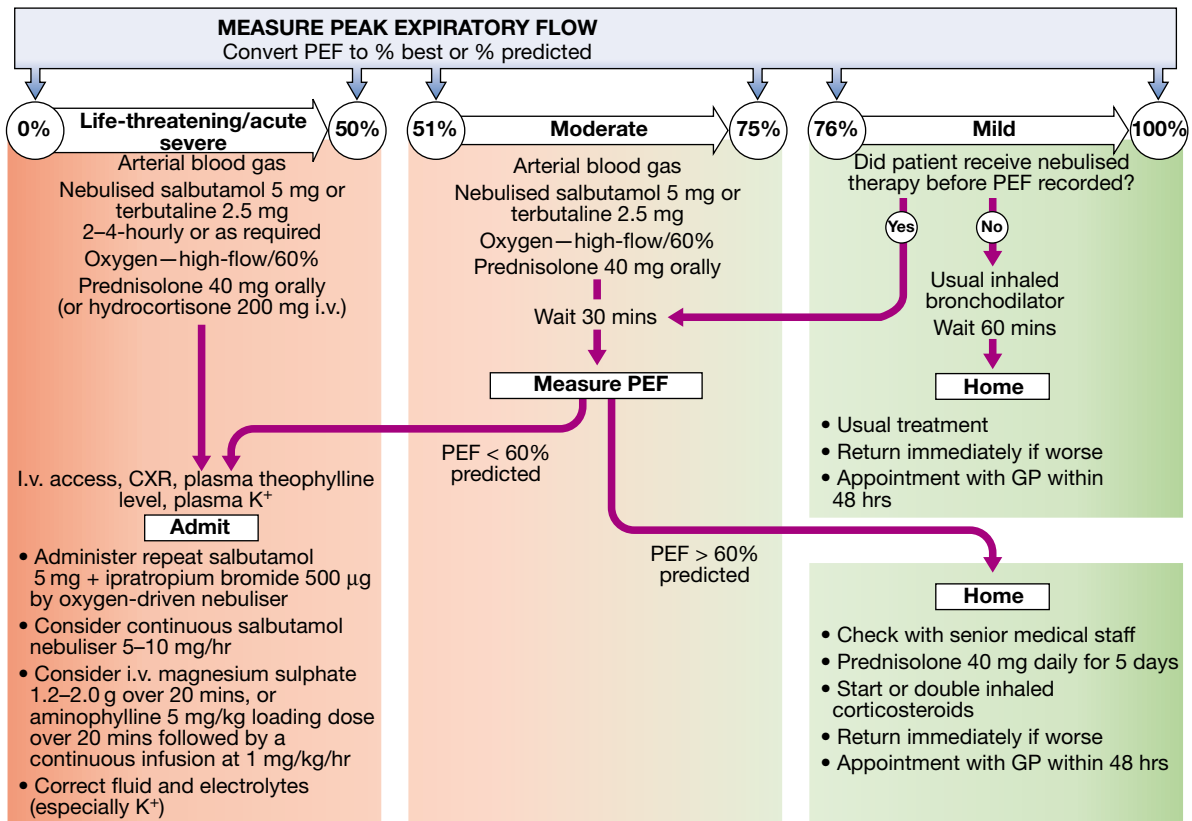 MEASURE PEAK EXPIRATORY FLOW
Convert PEF to % best or % predicted
0%
Life-threatening/acute
severe
50%
Arterial blood gas
Nebulised salbutamol 5 mg or
terbutaline 2.5 mg
2–4-hourly or as required
Oxygen—high-flow/60%
Prednisolone 40 mg orally
(or hydrocortisone 200 mg i.v.)
I.v. access, CXR, plasma theophylline
level, plasma K⁺
Admit
• Administer repeat salbutamol
5 mg + ipratropium bromide 500 μg
by oxygen-driven nebuliser
• Consider continuous salbutamol
nebuliser 5–10 mg/hr
• Consider i.v. magnesium sulphate
1.2–2.0 g over 20 mins, or
aminophylline 5 mg/kg loading dose
over 20 mins followed by a
continuous infusion at 1 mg/kg/hr
• Correct fluid and electrolytes
(especially K⁺)
51%
Moderate
75%
Arterial blood gas
Nebulised salbutamol 5 mg or
terbutaline 2.5 mg
Oxygen—high-flow/60%
Prednisolone 40 mg orally
Wait 30 mins
Measure PEF
PEF < 60%
predicted
PEF > 60%
predicted
76%
Mild
100%
Did patient receive nebulised
therapy before PEF recorded?
Yes
No
Usual inhaled
bronchodilator
Wait 60 mins
Home
• Usual treatment
• Return immediately if worse
• Appointment with GP within
48 hrs
Home
• Check with senior medical staff
• Prednisolone 40 mg daily for 5 days
• Start or double inhaled
corticosteroids
• Return immediately if worse
• Appointment with GP within 48 hrs